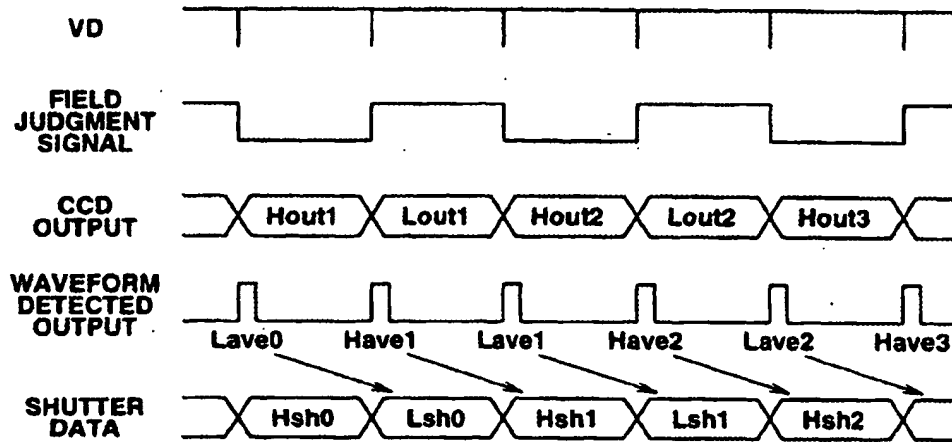 VD
FIELD
JUDGMENT
SIGNAL
CCD
OUTPUT
Hout1 Lout1 Hout2 Lout2 Hout3
WAVEFORM
DETECTED
OUTPUT
Lave0 Have1 Lave1 Have2 Lave2 Have3
SHUTTER
DATA
Hsh0 Lsh0 Hsh1 Lsh1 Hsh2